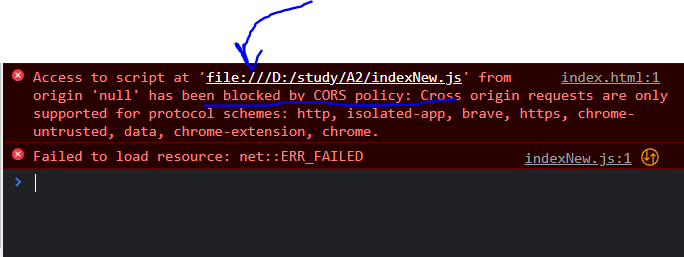 Access to script at 'file:///D:/study/A2/indexNew.js' from index.html:1
origin 'null' has been blocked by CORS policy: Cross origin requests are only
supported for protocol schemes: http, isolated-app, brave, https, chrome-
untrusted, data, chrome-extension, chrome.
Failed to load resource: net::ERR_FAILED indexNew.js:1